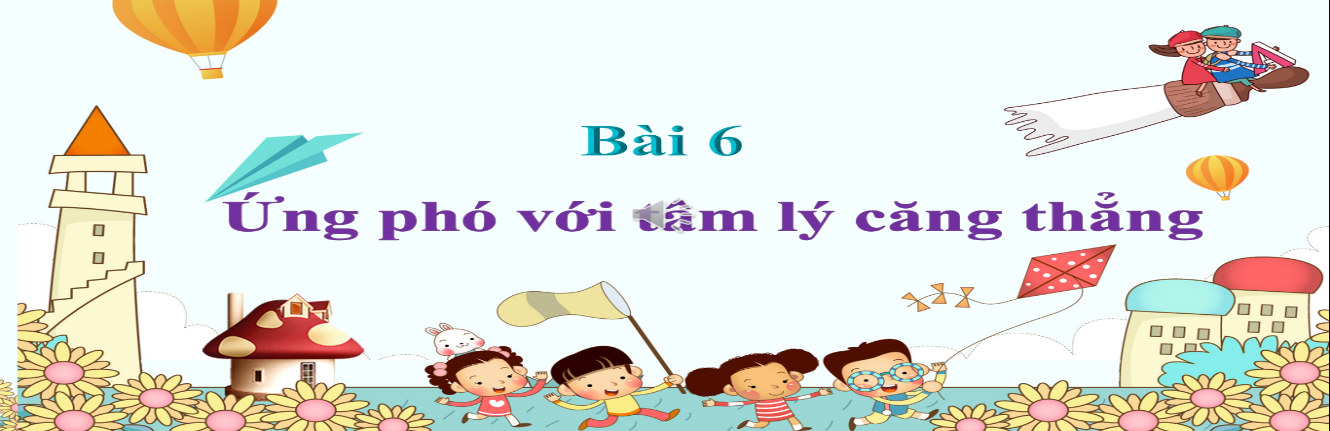 Bài 6
Ứng phó với tâm lý căng thẳng